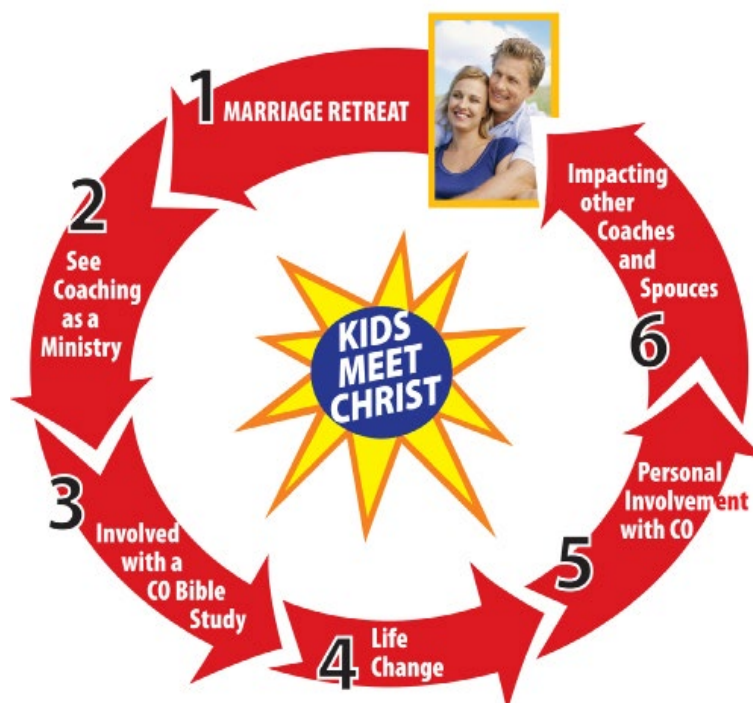 1 MARRIAGE RETREAT
2
See
Coaching
as a
Ministry
3
Involved
with a
CO Bible
Study
4
Life
Change
5
Personal
Involvement
with CO
6
Impacting
other
Coaches
and
Spouces
KIDS
MEET
CHRIST